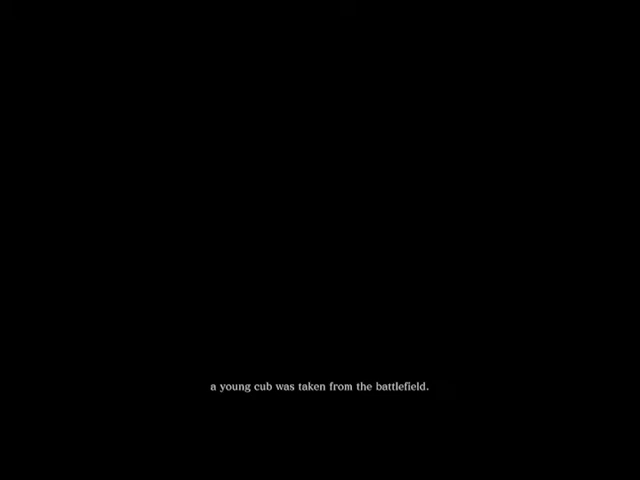 a young cub was taken from the battlefield.